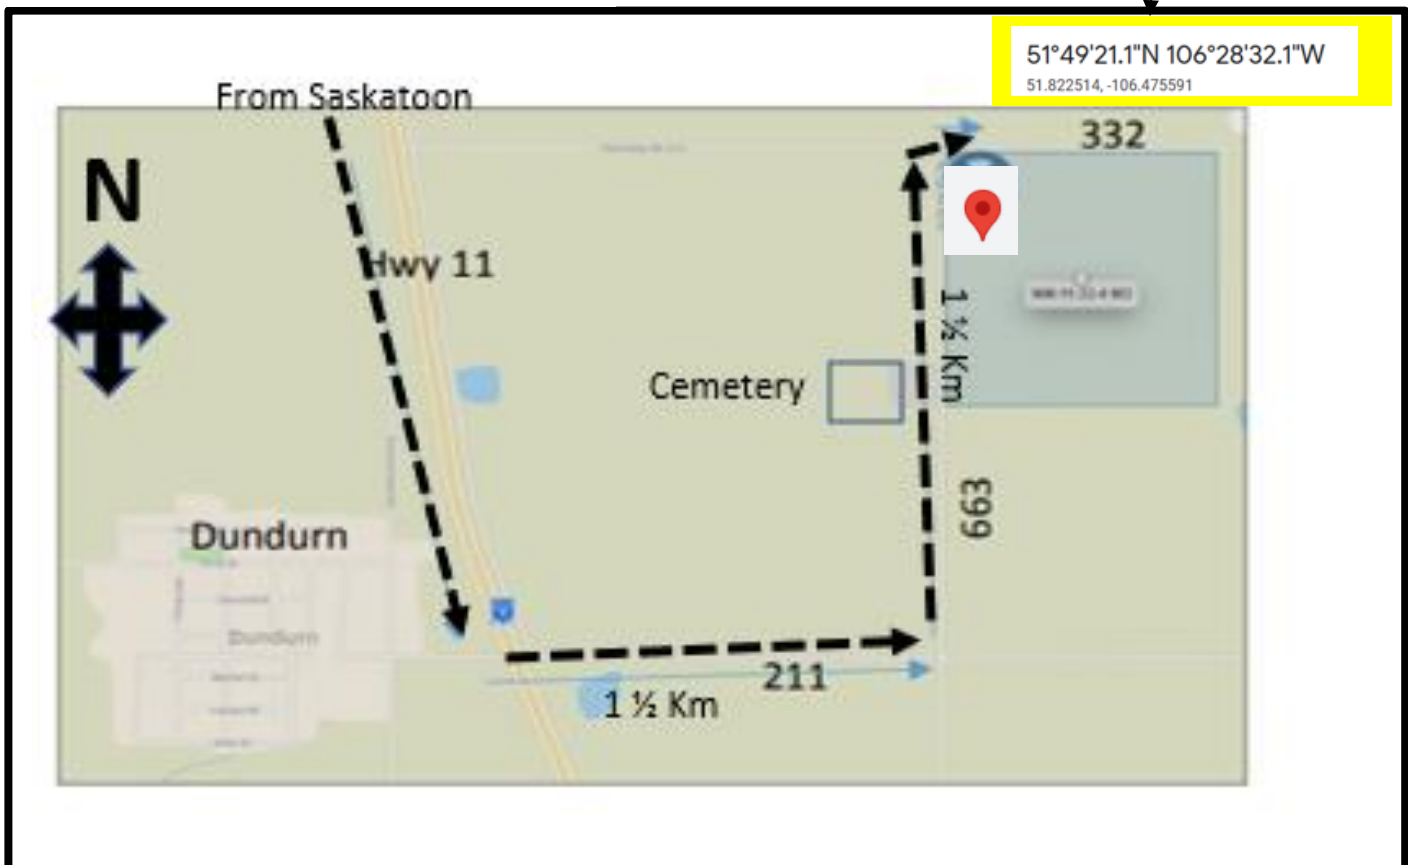 51°49'21.1"N 106°28'32.1"W
51.822514, -106.475591
From Saskatoon
332
N
Hwy 11
1 ½ Km
Cemetery
663
Dundurn
Dundurn
211
1 ½ Km